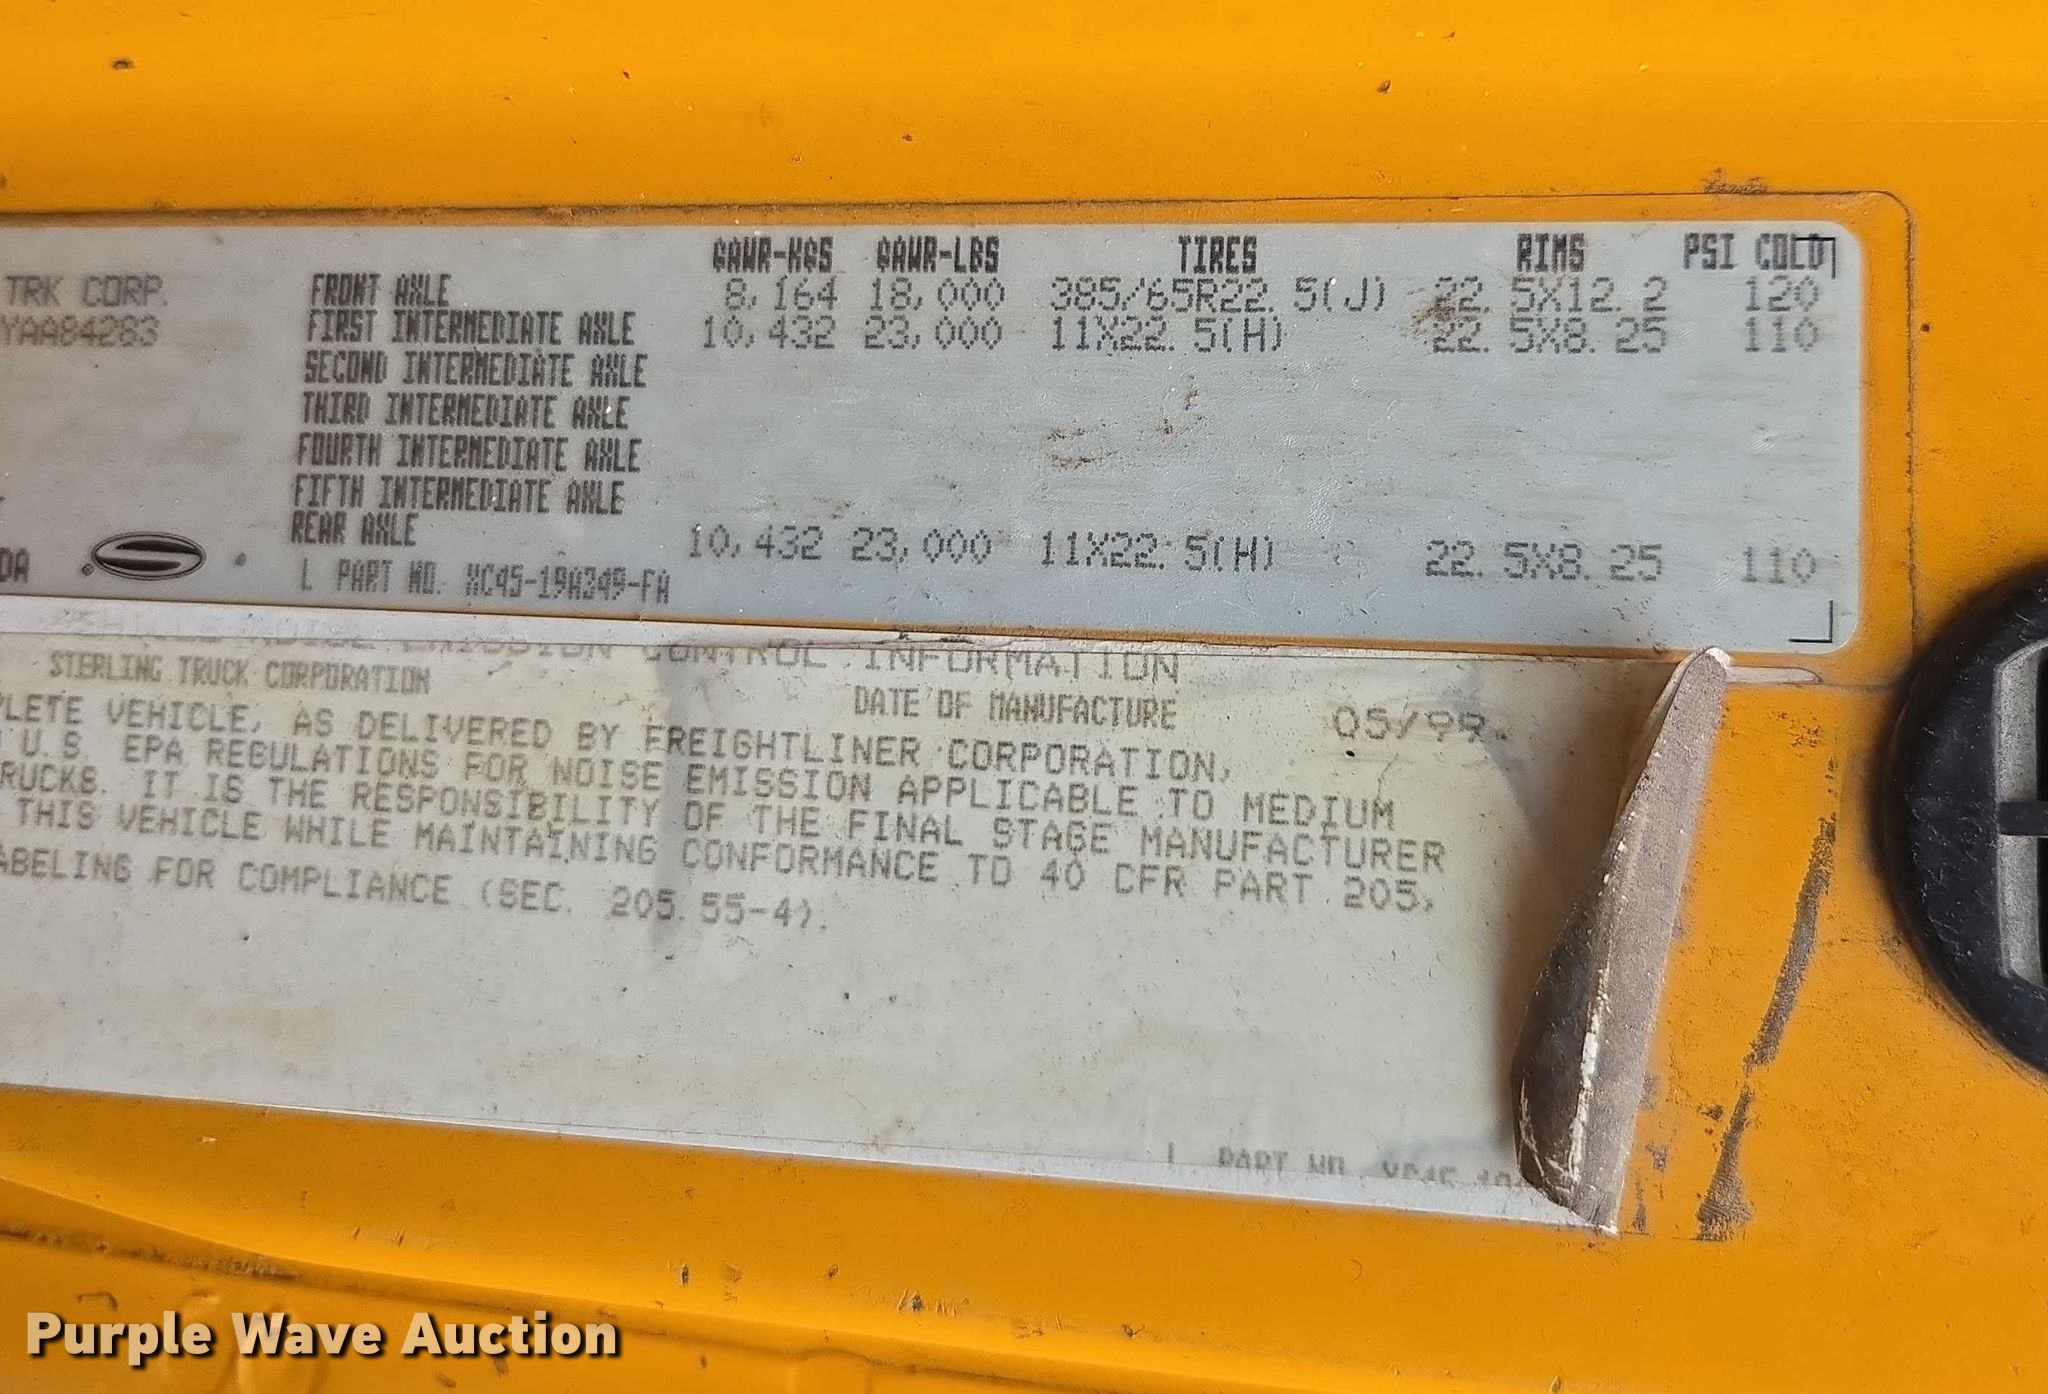 GAWR-KGS GAWR-LBS TIRES RIMS PSI COLD
TRK CORP. FRONT AXLE 8,164 18,000 385/65R22.5(J) 22.5X12.2 120
YAA84283 FIRST INTERMEDIATE AXLE 10,432 23,000 11X22.5(H) 22.5X8.25 110
SECOND INTERMEDIATE AXLE
THIRD INTERMEDIATE AXLE
FOURTH INTERMEDIATE AXLE
FIFTH INTERMEDIATE AXLE
REAR AXLE 10,432 23,000 11X22.5(H) 22.5X8.25 110
DA L PART NO. XC45-19A349-FA
NOISE EMISSION CONTROL INFORMATION
STERLING TRUCK CORPORATION DATE OF MANUFACTURE 05/99.
PLETE VEHICLE, AS DELIVERED BY FREIGHTLINER CORPORATION,
U.S. EPA REGULATIONS FOR NOISE EMISSION APPLICABLE TO MEDIUM
RUCKS. IT IS THE RESPONSIBILITY OF THE FINAL STAGE MANUFACTURER
THIS VEHICLE WHILE MAINTAINING CONFORMANCE TO 40 CFR PART 205,
ABELING FOR COMPLIANCE (SEC. 205.55-4).
L PART NO. XC45-19
Purple Wave Auction